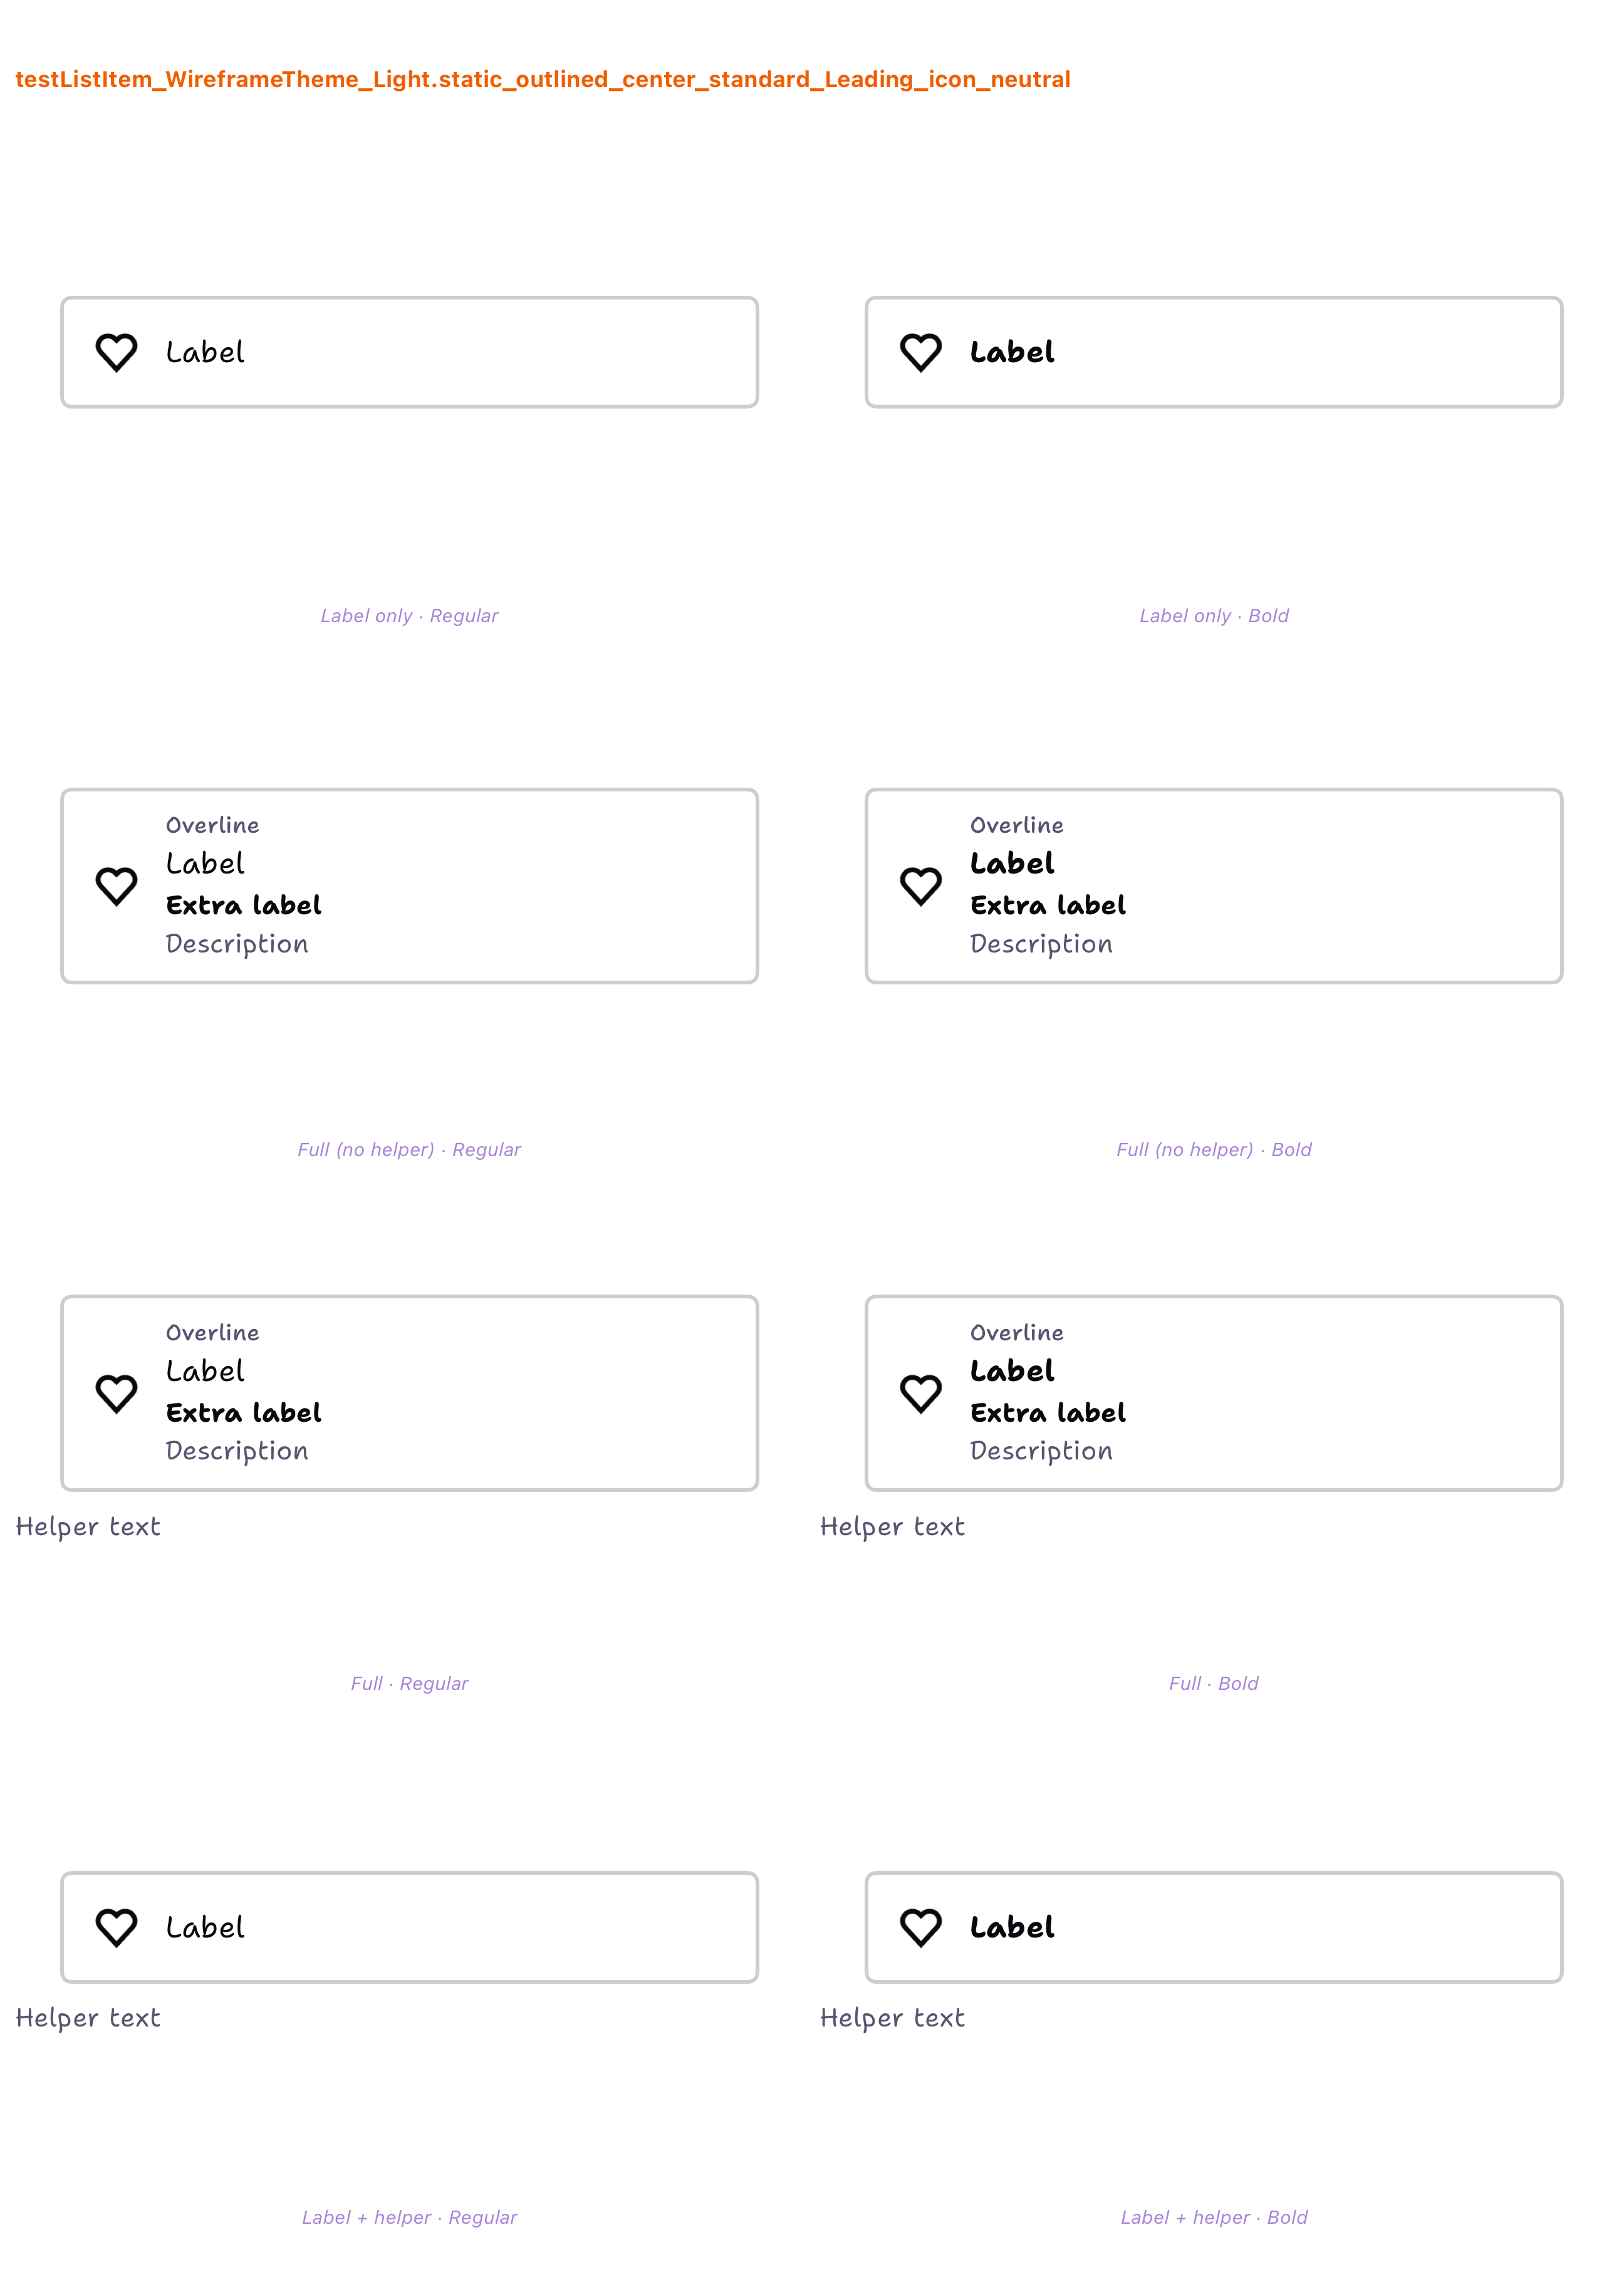 testListItem_WireframeTheme_Light.static_outlined_center_standard_Leading_icon_neutral
Label
Label
Label only · Regular
Label only · Bold
Overline
Label
Extra label
Description
Overline
Label
Extra label
Description
Full (no helper) · Regular
Full (no helper) · Bold
Overline
Label
Extra label
Description
Helper text
Overline
Label
Extra label
Description
Helper text
Full · Regular
Full · Bold
Label
Helper text
Label
Helper text
Label + helper · Regular
Label + helper · Bold